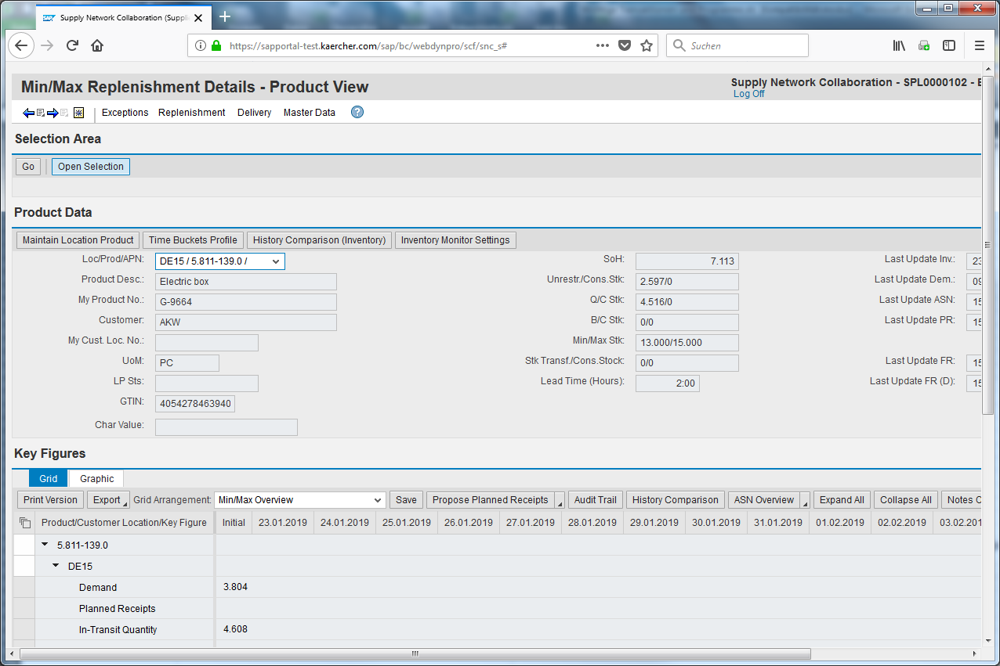 SAP Supply Network Collaboration (Suppli
https://sapportal-test.kaercher.com/sap/bc/webdynpro/scf/snc_s#
Suchen
Min/Max Replenishment Details - Product View
Supply Network Collaboration - SPL0000102 -
Log Off
Exceptions Replenishment Delivery Master Data ?
Selection Area
Go Open Selection
Product Data
Maintain Location Product Time Buckets Profile History Comparison (Inventory) Inventory Monitor Settings
Loc/Prod/APN: DE15 / 5.811-139.0 / SoH: 7.113 Last Update Inv.: 23
Product Desc.: Electric box Unrestr./Cons.Stk: 2.597/0 Last Update Dem.: 09
My Product No.: G-9664 Q/C Stk: 4.516/0 Last Update ASN: 15
Customer: AKW B/C Stk: 0/0 Last Update PR: 15
My Cust. Loc. No.: Min/Max Stk: 13.000/15.000
UoM: PC Stk Transf./Cons.Stock: 0/0 Last Update FR: 15
LP Sts: Lead Time (Hours): 2:00 Last Update FR (D): 15
GTIN: 4054278463940
Char Value:
Key Figures
Grid Graphic
Print Version Export Grid Arrangement: Min/Max Overview Save Propose Planned Receipts Audit Trail History Comparison ASN Overview Expand All Collapse All Notes
Product/Customer Location/Key Figure Initial 23.01.2019 24.01.2019 25.01.2019 26.01.2019 27.01.2019 28.01.2019 29.01.2019 30.01.2019 31.01.2019 01.02.2019 02.02.2019 03.02.201
5.811-139.0
DE15
Demand 3.804
Planned Receipts
In-Transit Quantity 4.608